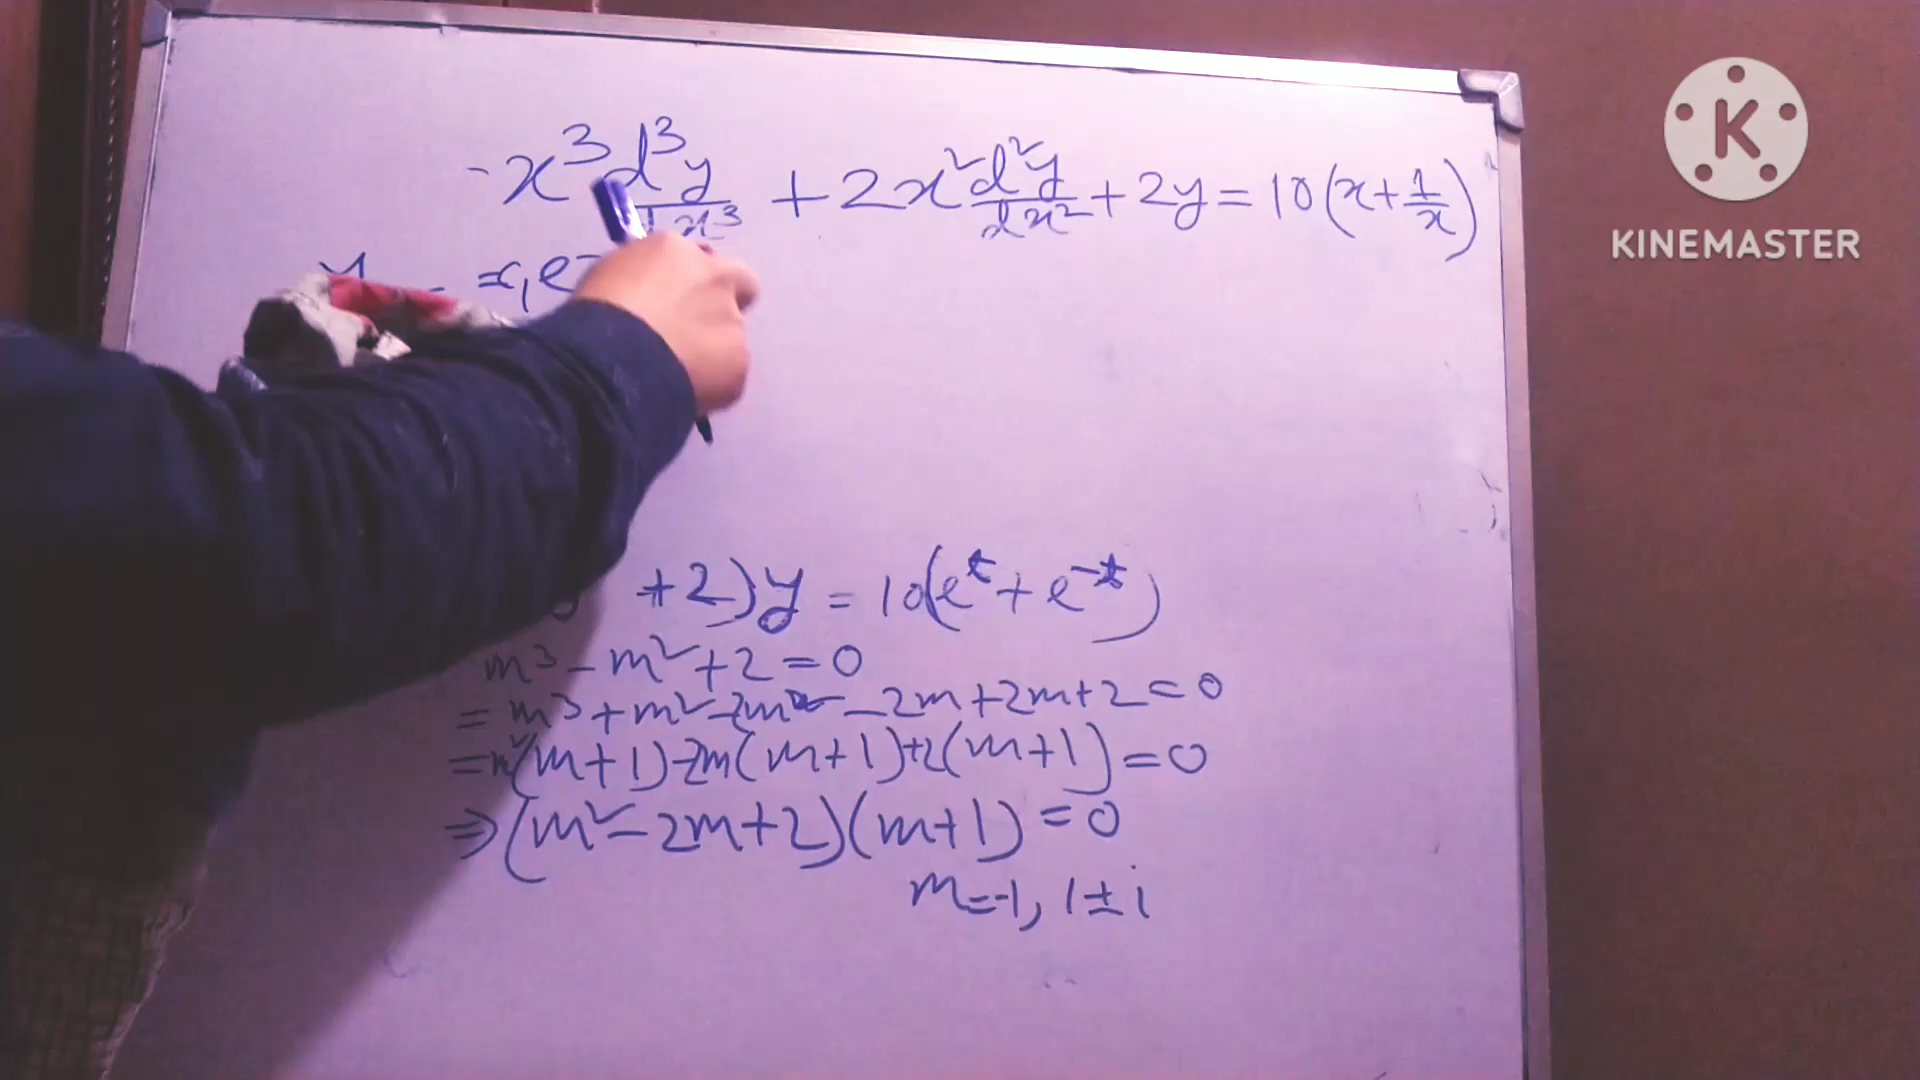 x³ d³y/dx³ + 2x² d²y/dx² + 2y = 10(x + 1/x)
= c₁e⁻
+2)y = 10(e^t + e^-t)
m³ - m² + 2 = 0
= m³ + m² - 2m² - 2m + 2m + 2 = 0
= m²(m+1) - 2m(m+1) + 2(m+1) = 0
⇒ (m² - 2m + 2)(m+1) = 0
m = -1, 1 ± i
K
KINEMASTER